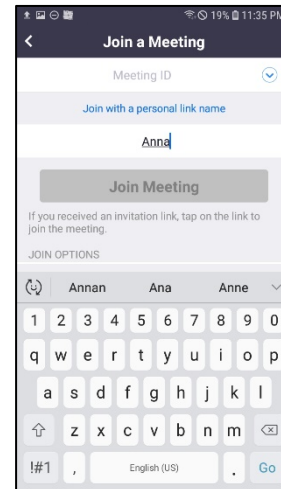 19% 11:35 PM
Join a Meeting
Meeting ID
Join with a personal link name
Anna
Join Meeting
If you received an invitation link, tap on the link to
join the meeting.
JOIN OPTIONS
Annan Ana Anne
1 2 3 4 5 6 7 8 9 0
q w e r t y u i o p
a s d f g h j k l
z x c v b n m
!#1 , English (US) . Go